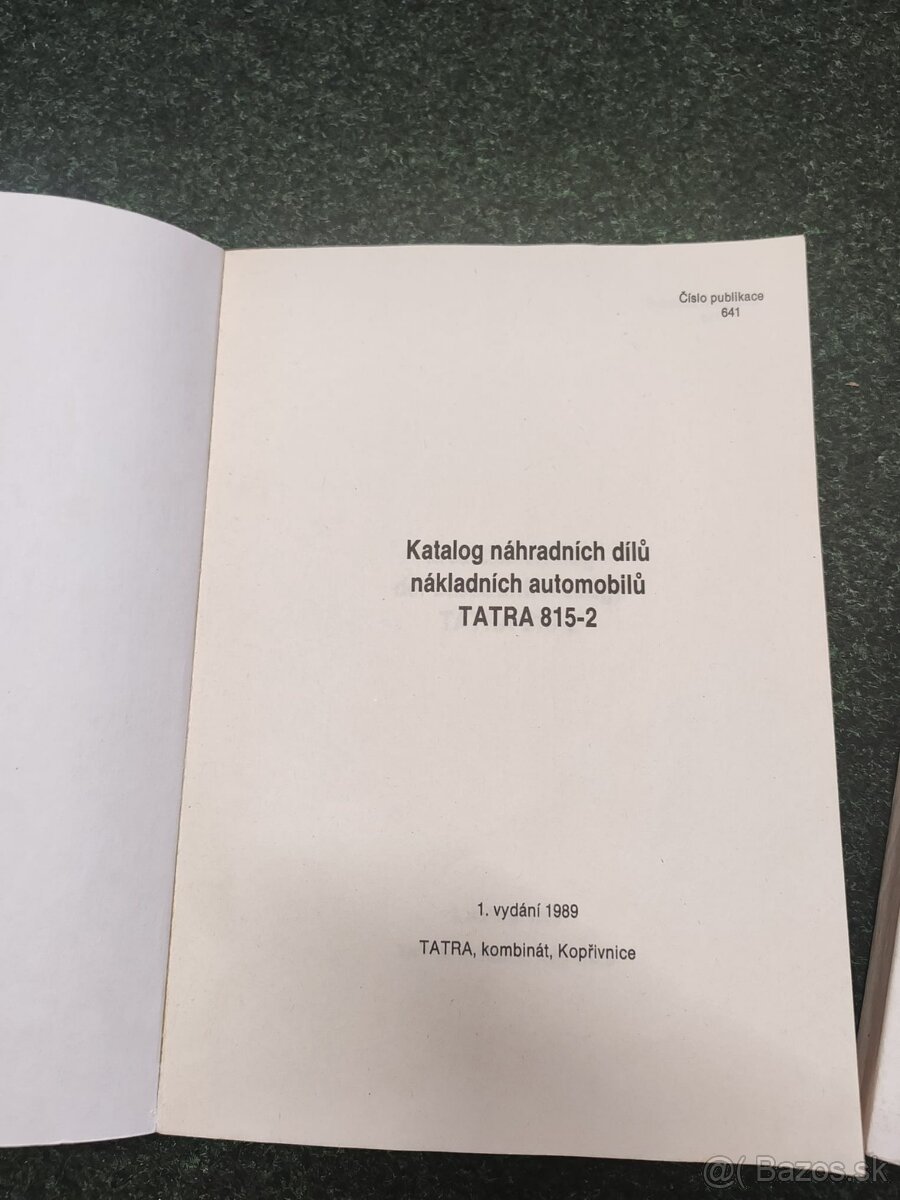 Číslo publikace
641
Katalog náhradních dílů
nákladních automobilů
TATRA 815-2
1. vydání 1989
TATRA, kombinát, Kopřivnice
@( Bazos.sk